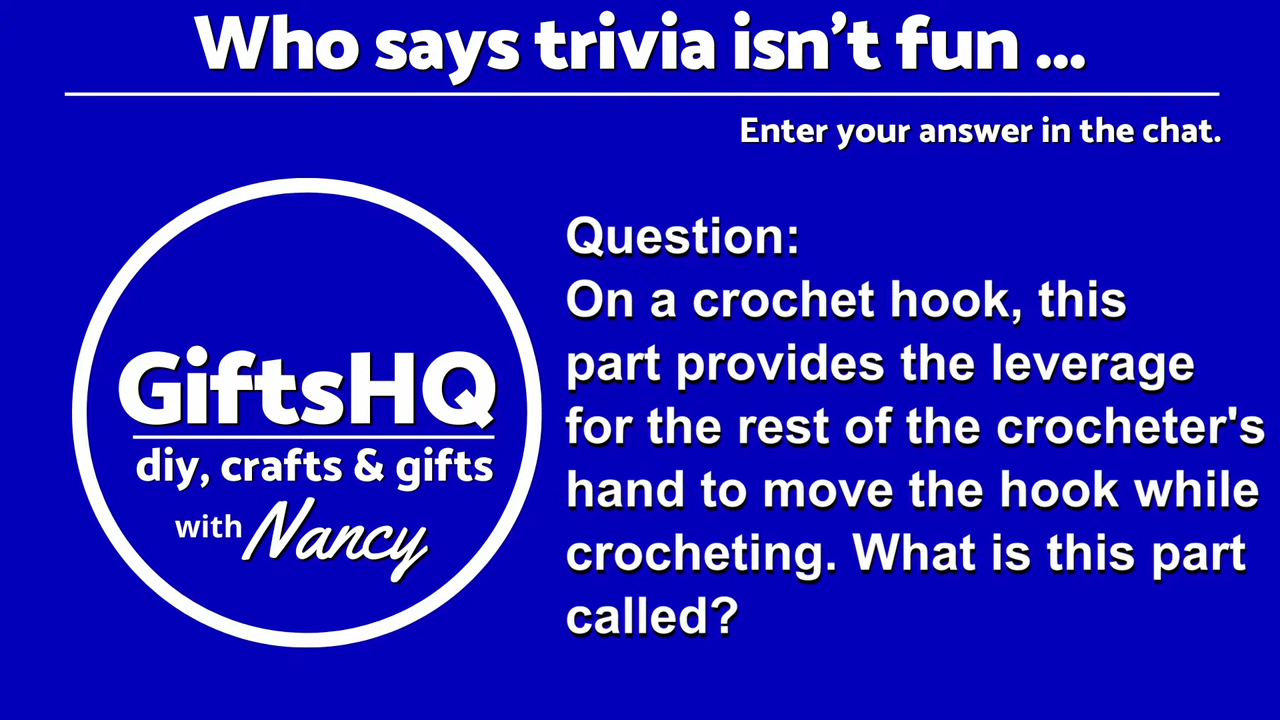 Who says trivia isn't fun ...
Enter your answer in the chat.
GiftsHQ
diy, crafts & gifts
with Nancy
Question:
On a crochet hook, this
part provides the leverage
for the rest of the crocheter's
hand to move the hook while
crocheting. What is this part
called?